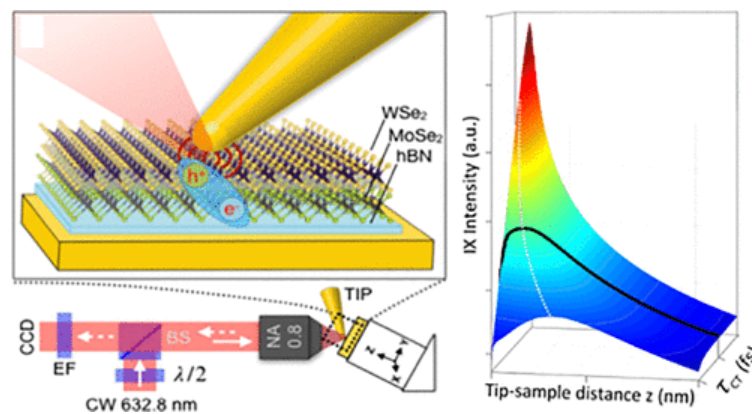 WSe₂
MoSe₂
hBN
h⁺
e⁻
TIP
CCD
BS
NA
0.8
EF
λ/2
CW 632.8 nm
Z
Y
X
IX Intensity (a.u.)
Tip-sample distance z (nm)
τCT (fs)